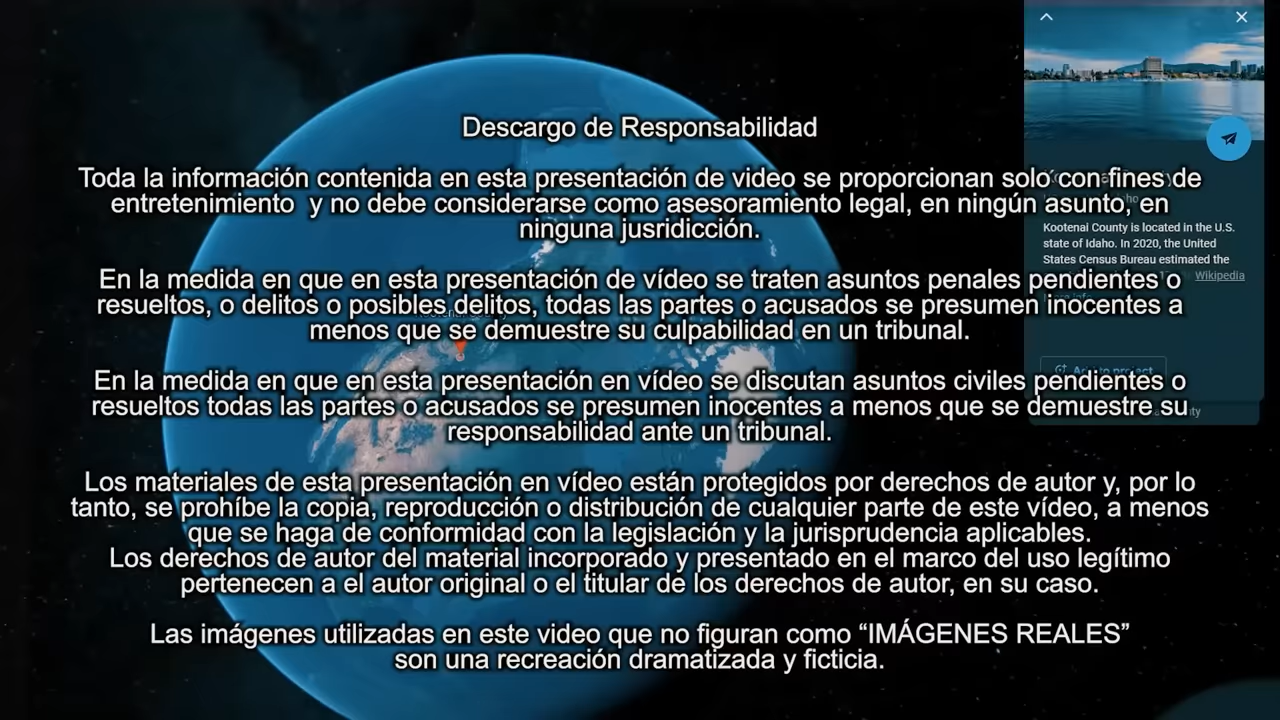 Descargo de Responsabilidad
Toda la información contenida en esta presentación de video se proporcionan solo con fines de
entretenimiento y no debe considerarse como asesoramiento legal, en ningún asunto, en
ninguna jusridicción.
En la medida en que en esta presentación de vídeo se traten asuntos penales pendientes o
resueltos, o delitos o posibles delitos, todas las partes o acusados se presumen inocentes a
menos que se demuestre su culpabilidad en un tribunal.
En la medida en que en esta presentación en vídeo se discutan asuntos civiles pendientes o
resueltos todas las partes o acusados se presumen inocentes a menos que se demuestre su
responsabilidad ante un tribunal.
Los materiales de esta presentación en vídeo están protegidos por derechos de autor y, por lo
tanto, se prohíbe la copia, reproducción o distribución de cualquier parte de este vídeo, a menos
que se haga de conformidad con la legislación y la jurisprudencia aplicables.
Los derechos de autor del material incorporado y presentado en el marco del uso legítimo
pertenecen a el autor original o el titular de los derechos de autor, en su caso.
Las imágenes utilizadas en este video que no figuran como “IMÁGENES REALES”
son una recreación dramatizada y ficticia.
Kootenai County is located in the U.S.
state of Idaho. In 2020, the United
States Census Bureau estimated the
Wikipedia
Add to project